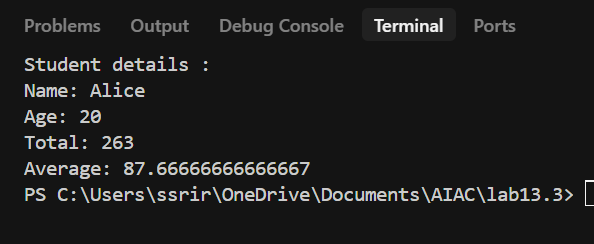 Problems Output Debug Console Terminal Ports
Student details :
Name: Alice
Age: 20
Total: 263
Average: 87.66666666666667
PS C:\Users\ssrir\OneDrive\Documents\AIAC\lab13.3>